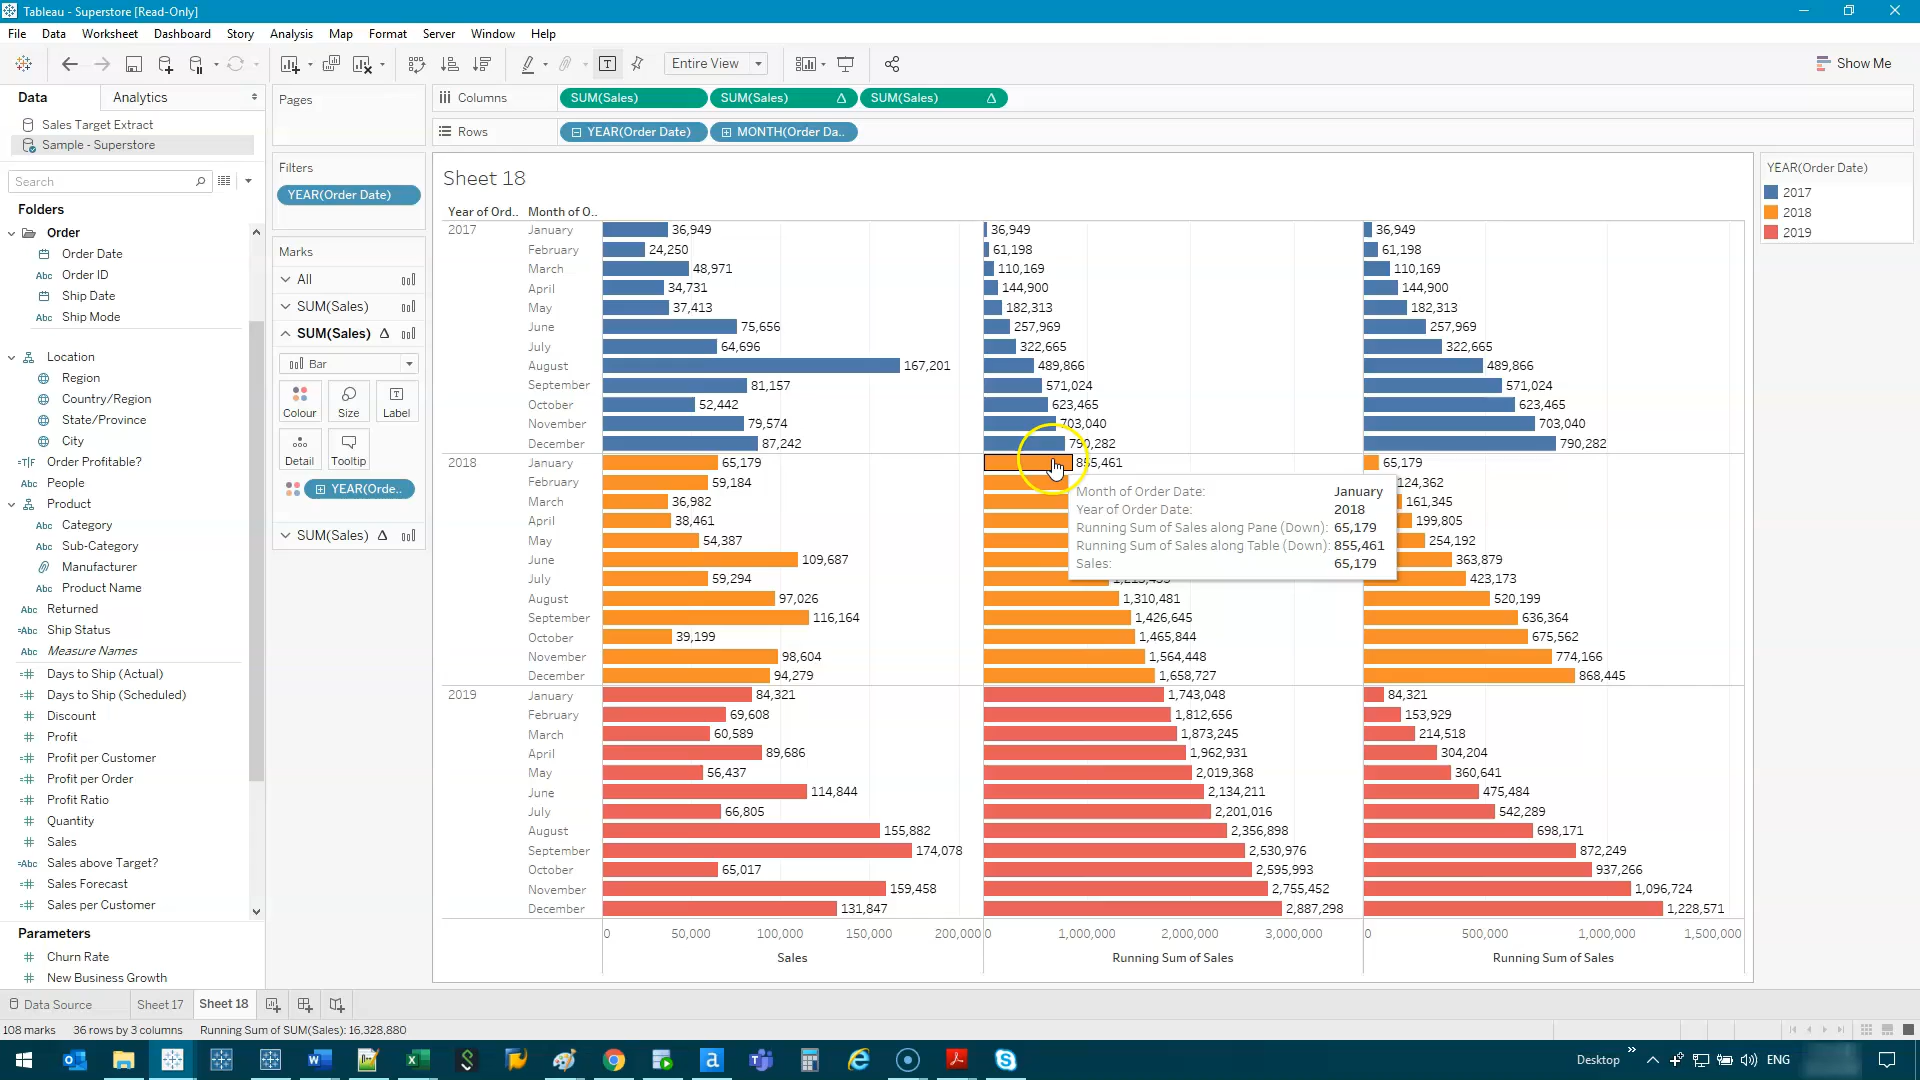 Tableau - Superstore [Read-Only]
File Data Worksheet Dashboard Story Analysis Map Format Server Window Help
Entire View
Show Me
Data Analytics
Sales Target Extract
Sample - Superstore
Search
Folders
Order
Order Date
Abc Order ID
Ship Date
Abc Ship Mode
Location
Region
Country/Region
State/Province
City
=T|F Order Profitable?
Abc People
Product
Abc Category
Abc Sub-Category
Manufacturer
Abc Product Name
Abc Returned
=Abc Ship Status
Abc Measure Names
=# Days to Ship (Actual)
=# Days to Ship (Scheduled)
# Discount
# Profit
=# Profit per Customer
=# Profit per Order
=# Profit Ratio
# Quantity
# Sales
=Abc Sales above Target?
=# Sales Forecast
=# Sales per Customer
Parameters
# Churn Rate
# New Business Growth
Pages
Filters
YEAR(Order Date)
Marks
All
SUM(Sales)
SUM(Sales) Δ
Bar
Colour Size Label
Detail Tooltip
YEAR(Orde..
SUM(Sales) Δ
Columns SUM(Sales) SUM(Sales) Δ SUM(Sales) Δ
Rows YEAR(Order Date) MONTH(Order Da..
Sheet 18
Year of Ord.. Month of O..
2017 January 36,949 36,949 36,949
February 24,250 61,198 61,198
March 48,971 110,169 110,169
April 34,731 144,900 144,900
May 37,413 182,313 182,313
June 75,656 257,969 257,969
July 64,696 322,665 322,665
August 167,201 489,866 489,866
September 81,157 571,024 571,024
October 52,442 623,465 623,465
November 79,574 703,040 703,040
December 87,242 790,282 790,282
2018 January 65,179 855,461 65,179
February 59,184 124,362
March 36,982 161,345
April 38,461 199,805
May 54,387 254,192
June 109,687 363,879
July 59,294 423,173
August 97,026 1,310,481 520,199
September 116,164 1,426,645 636,364
October 39,199 1,465,844 675,562
November 98,604 1,564,448 774,166
December 94,279 1,658,727 868,445
2019 January 84,321 1,743,048 84,321
February 69,608 1,812,656 153,929
March 60,589 1,873,245 214,518
April 89,686 1,962,931 304,204
May 56,437 2,019,368 360,641
June 114,844 2,134,211 475,484
July 66,805 2,201,016 542,289
August 155,882 2,356,898 698,171
September 174,078 2,530,976 872,249
October 65,017 2,595,993 937,266
November 159,458 2,755,452 1,096,724
December 131,847 2,887,298 1,228,571
0 50,000 100,000 150,000 200,000 0 1,000,000 2,000,000 3,000,000 0 500,000 1,000,000 1,500,000
Sales Running Sum of Sales Running Sum of Sales
Month of Order Date: January
Year of Order Date: 2018
Running Sum of Sales along Pane (Down): 65,179
Running Sum of Sales along Table (Down): 855,461
Sales: 65,179
YEAR(Order Date)
2017
2018
2019
Data Source Sheet 17 Sheet 18
108 marks 36 rows by 3 columns Running Sum of SUM(Sales): 16,328,880
Desktop » ENG